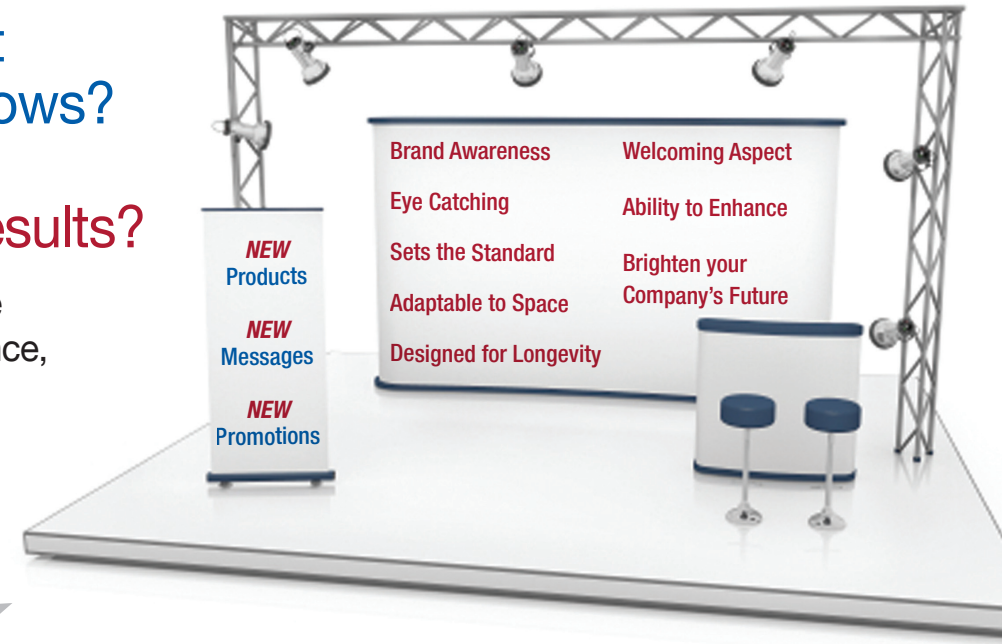 ows?
esults?
nce,
NEW
Products
NEW
Messages
NEW
Promotions
Brand Awareness
Eye Catching
Sets the Standard
Adaptable to Space
Designed for Longevity
Welcoming Aspect
Ability to Enhance
Brighten your
Company's Future